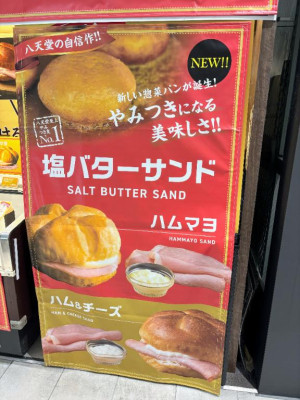 八天堂の自信作!!
NEW!!
新しい惣菜パンが誕生!
やみつきになる
美味しさ!!
No.1
塩バターサンド
SALT BUTTER SAND
ハムマヨ
HAMMAYO SAND
ハム&チーズ
HAM & CHEESE SAND